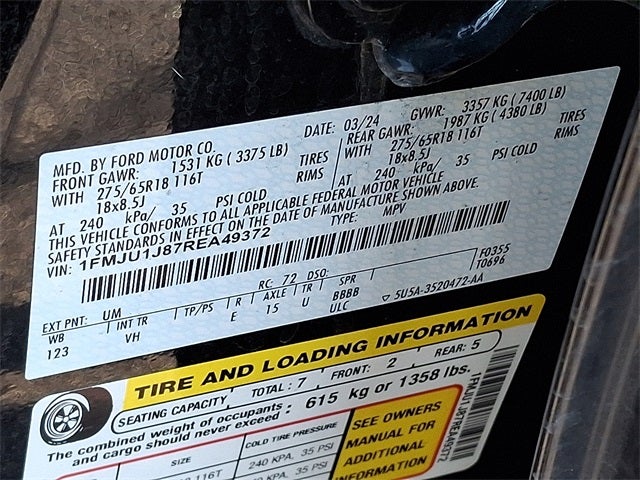 MFD. BY FORD MOTOR CO.
DATE: 03/24 GVWR: 3357 KG (7400 LB)
FRONT GAWR: 1531 KG (3375 LB)
REAR GAWR: 1987 KG (4380 LB)
WITH 275/65R18 116T TIRES
18x8.5J RIMS
AT 240 kPa/ 35 PSI COLD
WITH 275/65R18 116T TIRES
18x8.5J RIMS
AT 240 kPa/ 35 PSI COLD
THIS VEHICLE CONFORMS TO ALL APPLICABLE FEDERAL MOTOR VEHICLE
SAFETY STANDARDS IN EFFECT ON THE DATE OF MANUFACTURE SHOWN ABOVE.
VIN: 1FMJU1J87REA49372
TYPE: MPV
F0355
T0696
EXT PNT: UM RC: 72 DSO:
WB INT TR TP/PS R AXLE TR SPR
123 VH E 15 U BBBB
ULC ▽ 5U5A-3520472-AA
TIRE AND LOADING INFORMATION
SEATING CAPACITY TOTAL: 7 FRONT: 2 REAR: 5
The combined weight of occupants
and cargo should never exceed: 615 kg or 1358 lbs.
SIZE COLD TIRE PRESSURE
116T 240 KPA, 35 PSI
240 KPA, 35 PSI
SEE OWNERS
MANUAL FOR
ADDITIONAL
INFORMATION
1FMJU1J87REA49372